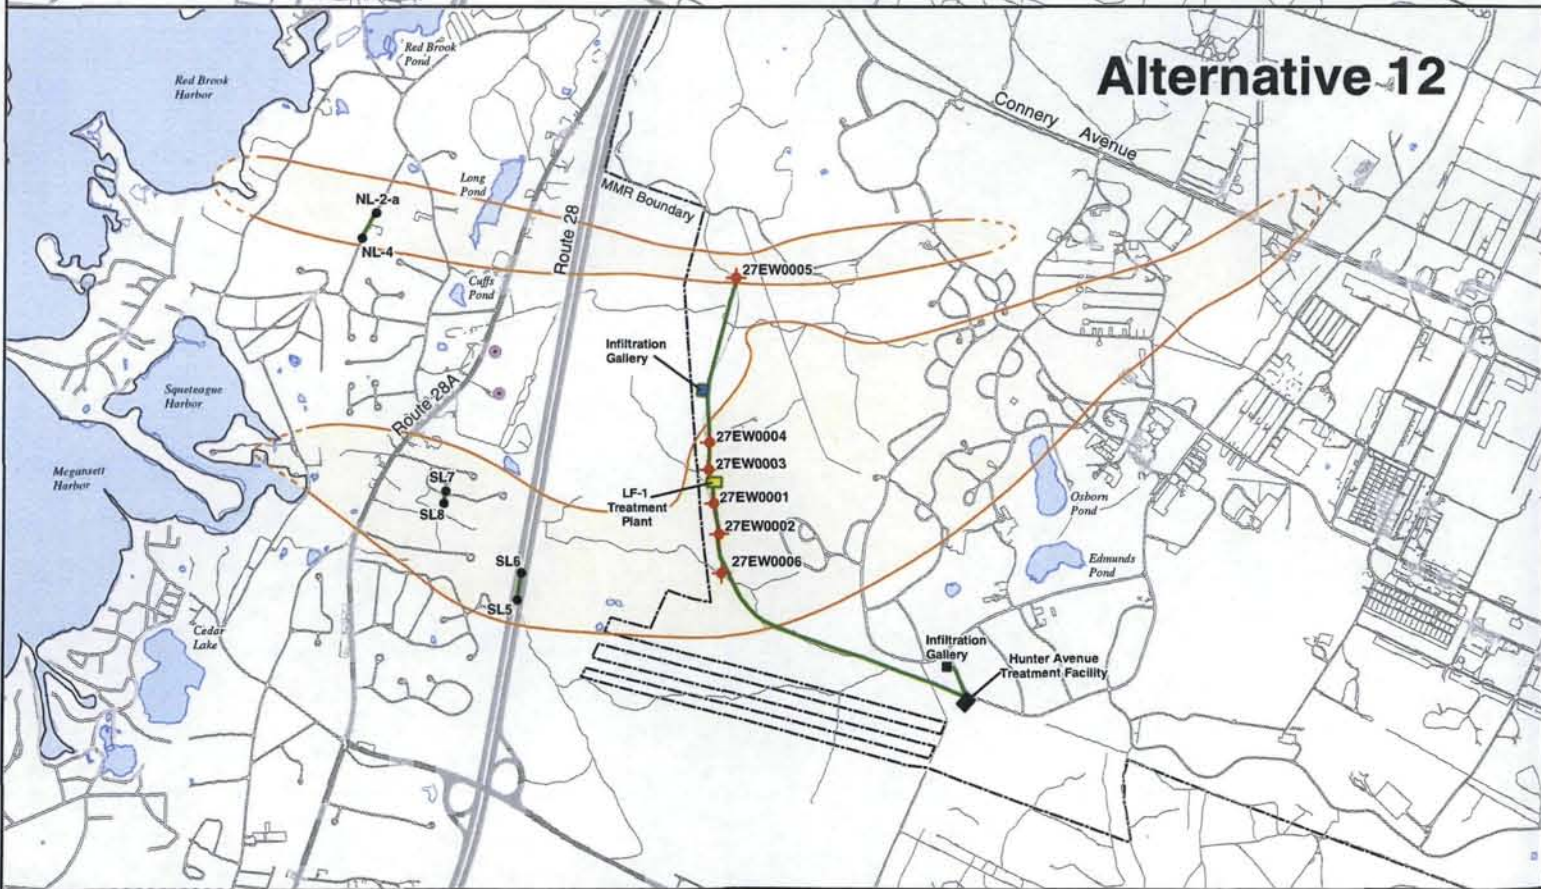 Alternative 12
Red Brook
Harbor
Red Brook
Pond
Connery Avenue
Long
Pond
NL-2-a
NL-4
MMR Boundary
Route 28
Cuffs
Pond
27EW0005
Infiltration
Gallery
Squeteague
Harbor
Route 28A
27EW0004
27EW0003
LF-1
Treatment
Plant
27EW0001
27EW0002
27EW0006
Megansett
Harbor
SL7
SL8
SL6
SL5
Osborn
Pond
Edmunds
Pond
Cedar
Lake
Infiltration
Gallery
Hunter Avenue
Treatment Facility